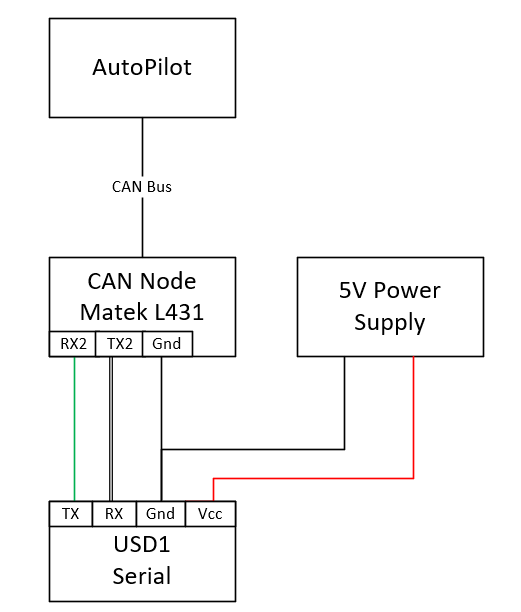 AutoPilot
CAN Bus
CAN Node
Matek L431
RX2 TX2 Gnd
5V Power
Supply
TX RX Gnd Vcc
USD1
Serial